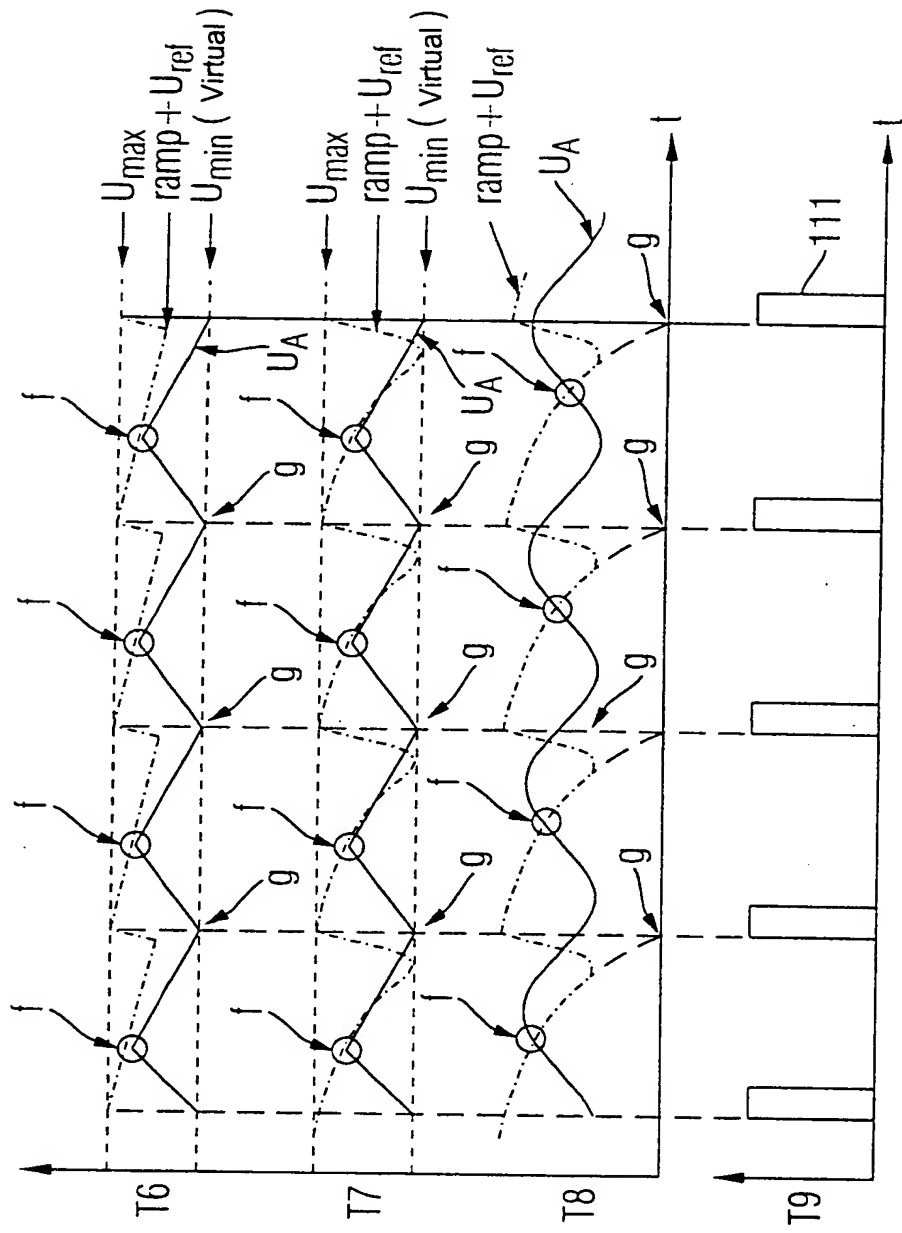 T6
f
f
f
f
g
g
g
U_A
U_max
ramp+U_ref
U_min (Virtual)
T7
f
f
f
f
g
g
g
U_A
U_max
ramp+U_ref
U_min (Virtual)
T8
f
f
f
f
g
g
g
g
ramp+U_ref
U_A
t
T9
111
t